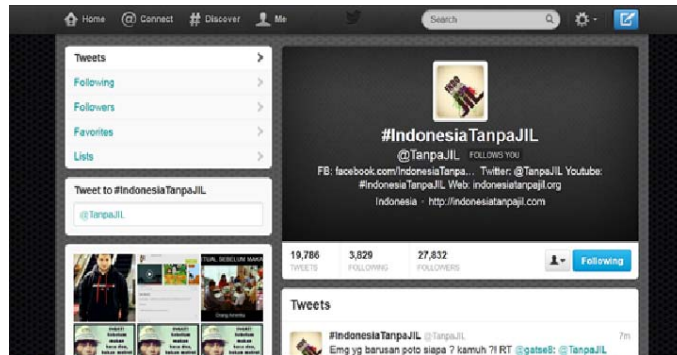 Home @ Connect # Discover Me Search
Tweets
Following
Followers
Favorites
Lists
Tweet to #IndonesiaTanpaJIL
@TanpaJIL
#IndonesiaTanpaJIL
@TanpaJIL FOLLOWS YOU
FB: facebook.com/IndonesiaTanpa... Twitter: @TanpaJIL Youtube:
#IndonesiaTanpaJIL Web: indonesiatanpajil.org
Indonesia · http://indonesiatanpajil.com
19,786 3,829 27,832
TWEETS FOLLOWING FOLLOWERS
Following
Tweets
#IndonesiaTanpaJIL @TanpaJIL 7m
Emg yg barusan poto siapa ? kamuh ?! RT @gatse8: @TanpaJIL